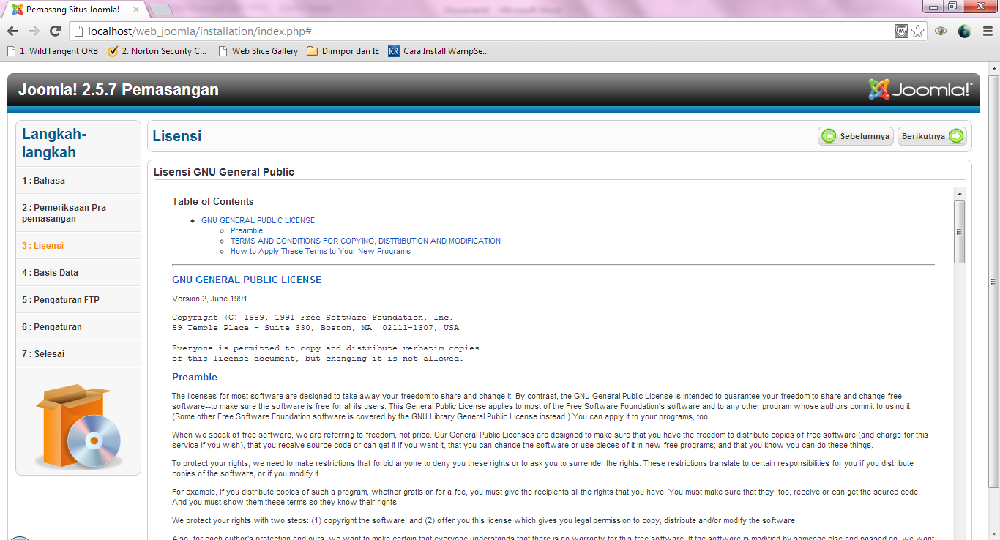 Pemasang Situs Joomla!
localhost/web_joomla/installation/index.php#
1. WildTangent ORB
2. Norton Security C...
Web Slice Gallery
Diimpor dari IE
KR
Cara Install WampSe...
Joomla! 2.5.7 Pemasangan
Joomla!
Langkah-
langkah
1 : Bahasa
2 : Pemeriksaan Pra-
pemasangan
3 : Lisensi
4 : Basis Data
5 : Pengaturan FTP
6 : Pengaturan
7 : Selesai
Lisensi
Sebelumnya
Berikutnya
Lisensi GNU General Public
Table of Contents
GNU GENERAL PUBLIC LICENSE
Preamble
TERMS AND CONDITIONS FOR COPYING, DISTRIBUTION AND MODIFICATION
How to Apply These Terms to Your New Programs
GNU GENERAL PUBLIC LICENSE
Version 2, June 1991
Copyright (C) 1989, 1991 Free Software Foundation, Inc.
59 Temple Place - Suite 330, Boston, MA  02111-1307, USA
Everyone is permitted to copy and distribute verbatim copies
of this license document, but changing it is not allowed.
Preamble
The licenses for most software are designed to take away your freedom to share and change it. By contrast, the GNU General Public License is intended to guarantee your freedom to share and change free
software--to make sure the software is free for all its users. This General Public License applies to most of the Free Software Foundation's software and to any other program whose authors commit to using it.
(Some other Free Software Foundation software is covered by the GNU Library General Public License instead.) You can apply it to your programs, too.
When we speak of free software, we are referring to freedom, not price. Our General Public Licenses are designed to make sure that you have the freedom to distribute copies of free software (and charge for this
service if you wish), that you receive source code or can get it if you want it, that you can change the software or use pieces of it in new free programs; and that you know you can do these things.
To protect your rights, we need to make restrictions that forbid anyone to deny you these rights or to ask you to surrender the rights. These restrictions translate to certain responsibilities for you if you distribute
copies of the software, or if you modify it.
For example, if you distribute copies of such a program, whether gratis or for a fee, you must give the recipients all the rights that you have. You must make sure that they, too, receive or can get the source code.
And you must show them these terms so they know their rights.
We protect your rights with two steps: (1) copyright the software, and (2) offer you this license which gives you legal permission to copy, distribute and/or modify the software.
Also, for each author's protection and ours, we want to make certain that everyone understands that there is no warranty for this free software. If the software is modified by someone else and passed on, we want